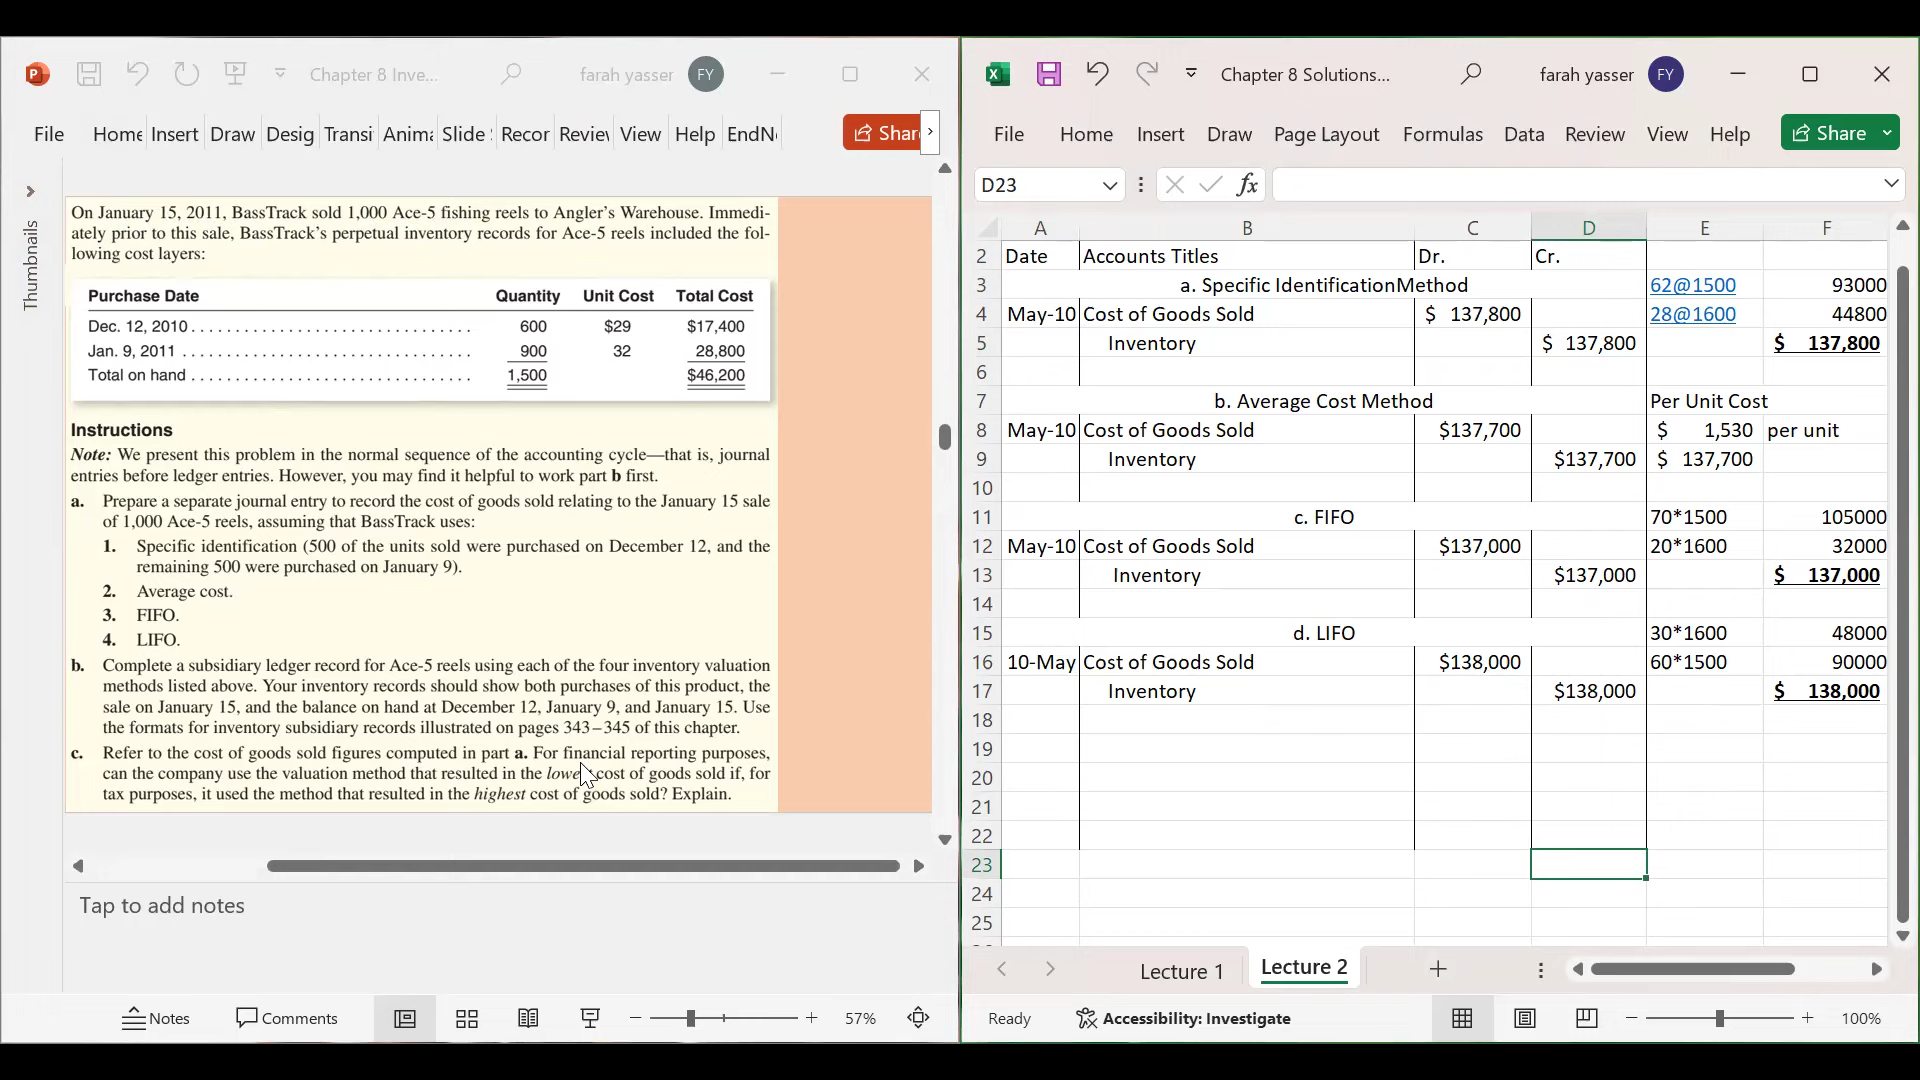 Chapter 8 Inve...
farah yasser
FY
File Home Insert Draw Desig Transi Anima Slide Recor Review View Help EndN Shar
Thumbnails
On January 15, 2011, BassTrack sold 1,000 Ace-5 fishing reels to Angler's Warehouse. Immedi-
ately prior to this sale, BassTrack's perpetual inventory records for Ace-5 reels included the fol-
lowing cost layers:
Purchase Date Quantity Unit Cost Total Cost
Dec. 12, 2010 600 $29 $17,400
Jan. 9, 2011 900 32 28,800
Total on hand 1,500 $46,200
Instructions
Note: We present this problem in the normal sequence of the accounting cycle—that is, journal
entries before ledger entries. However, you may find it helpful to work part b first.
a. Prepare a separate journal entry to record the cost of goods sold relating to the January 15 sale
of 1,000 Ace-5 reels, assuming that BassTrack uses:
1. Specific identification (500 of the units sold were purchased on December 12, and the
remaining 500 were purchased on January 9).
2. Average cost.
3. FIFO.
4. LIFO.
b. Complete a subsidiary ledger record for Ace-5 reels using each of the four inventory valuation
methods listed above. Your inventory records should show both purchases of this product, the
sale on January 15, and the balance on hand at December 12, January 9, and January 15. Use
the formats for inventory subsidiary records illustrated on pages 343–345 of this chapter.
c. Refer to the cost of goods sold figures computed in part a. For financial reporting purposes,
can the company use the valuation method that resulted in the lowest cost of goods sold if, for
tax purposes, it used the method that resulted in the highest cost of goods sold? Explain.
Tap to add notes
Notes Comments 57%
Chapter 8 Solutions...
farah yasser
FY
File Home Insert Draw Page Layout Formulas Data Review View Help Share
D23 fx
A B C D E F
2 Date Accounts Titles Dr. Cr.
3 a. Specific IdentificationMethod 62@1500 93000
4 May-10 Cost of Goods Sold $ 137,800 28@1600 44800
5 Inventory $ 137,800 $ 137,800
6
7 b. Average Cost Method Per Unit Cost
8 May-10 Cost of Goods Sold $137,700 $ 1,530 per unit
9 Inventory $137,700 $ 137,700
10
11 c. FIFO 70*1500 105000
12 May-10 Cost of Goods Sold $137,000 20*1600 32000
13 Inventory $137,000 $ 137,000
14
15 d. LIFO 30*1600 48000
16 10-May Cost of Goods Sold $138,000 60*1500 90000
17 Inventory $138,000 $ 138,000
18
19
20
21
22
23
24
25
Lecture 1 Lecture 2
Ready Accessibility: Investigate 100%